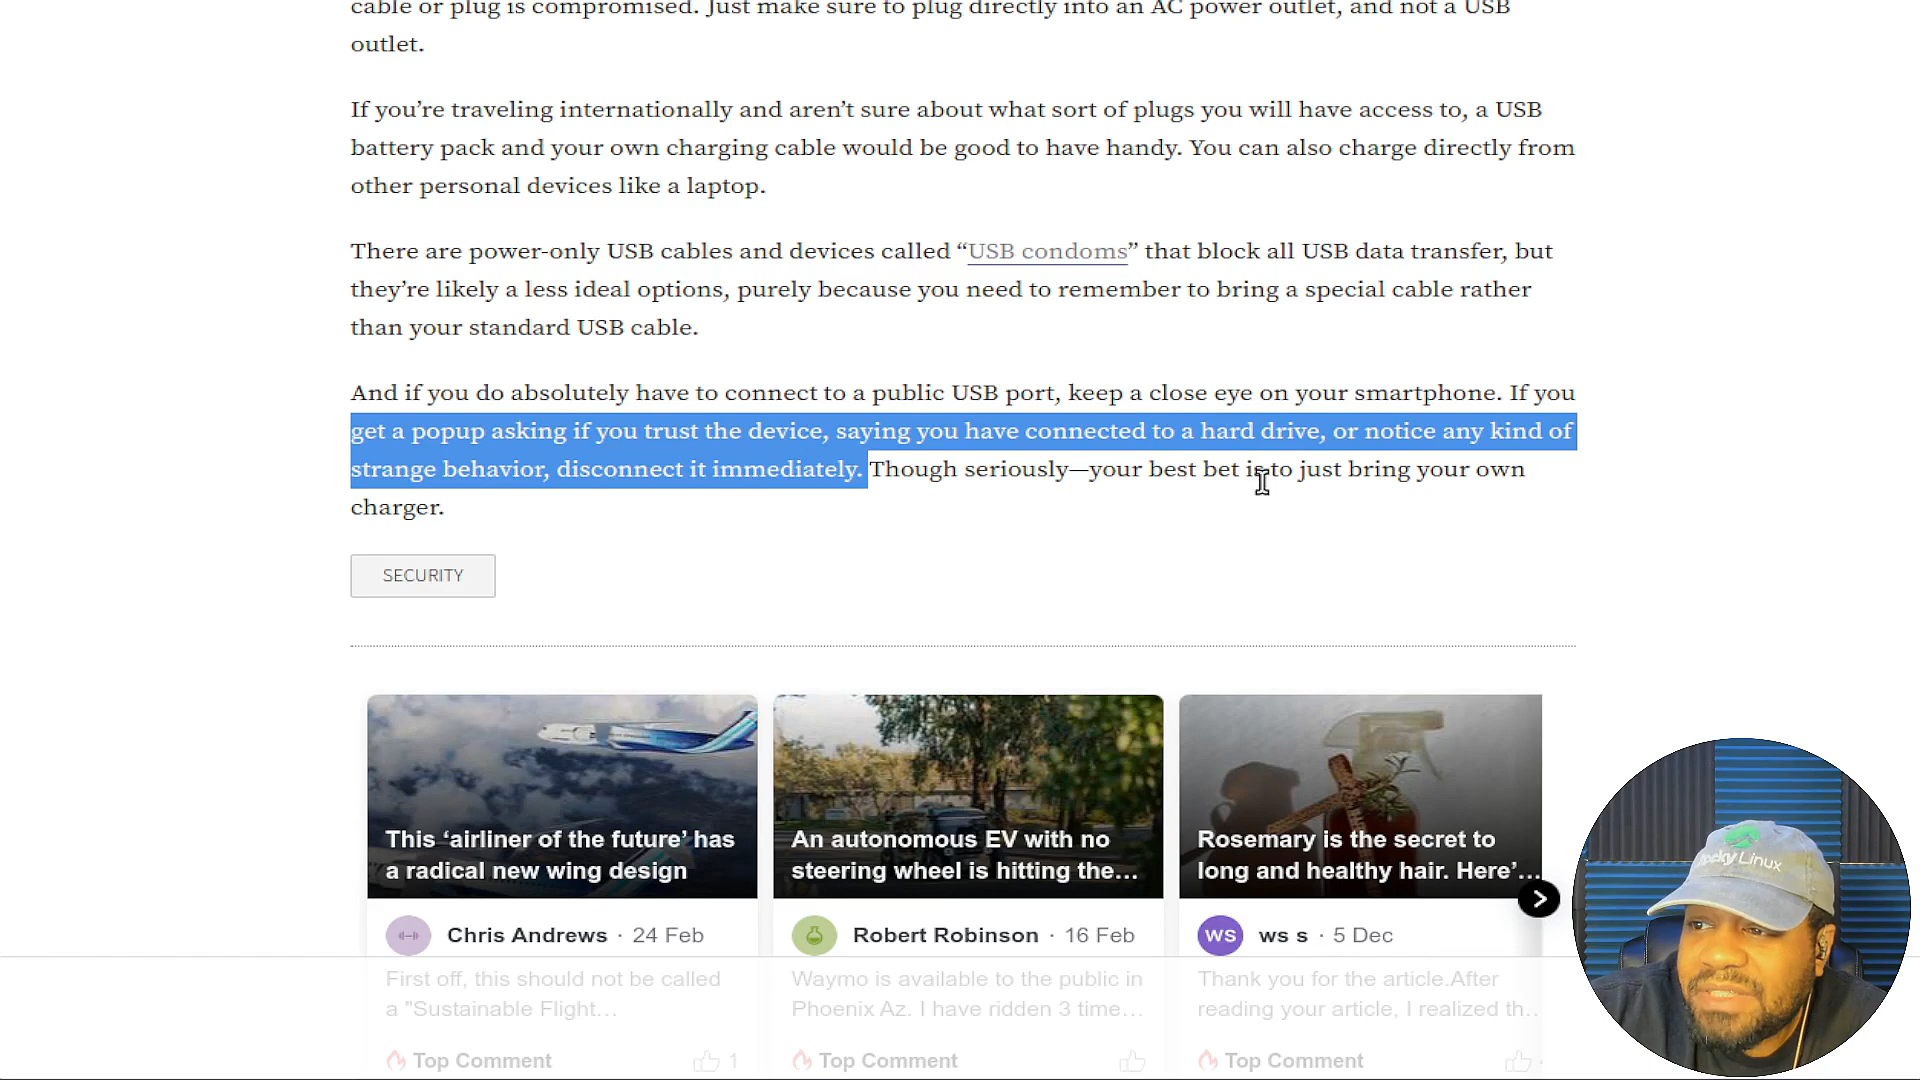 cable or plug is compromised. Just make sure to plug directly into an AC power outlet, and not a USB
outlet.
If you’re traveling internationally and aren’t sure about what sort of plugs you will have access to, a USB
battery pack and your own charging cable would be good to have handy. You can also charge directly from
other personal devices like a laptop.
There are power-only USB cables and devices called “USB condoms” that block all USB data transfer, but
they’re likely a less ideal options, purely because you need to remember to bring a special cable rather
than your standard USB cable.
And if you do absolutely have to connect to a public USB port, keep a close eye on your smartphone. If you
get a popup asking if you trust the device, saying you have connected to a hard drive, or notice any kind of
strange behavior, disconnect it immediately. Though seriously—your best bet is to just bring your own
charger.
SECURITY
This ‘airliner of the future’ has
a radical new wing design
Chris Andrews · 24 Feb
First off, this should not be called
a "Sustainable Flight...
Top Comment 1
An autonomous EV with no
steering wheel is hitting the...
Robert Robinson · 16 Feb
Waymo is available to the public in
Phoenix Az. I have ridden 3 time...
Top Comment
Rosemary is the secret to
long and healthy hair. Here’...
WS ws s · 5 Dec
Thank you for the article.After
reading your article, I realized th...
Top Comment
Rocky Linux